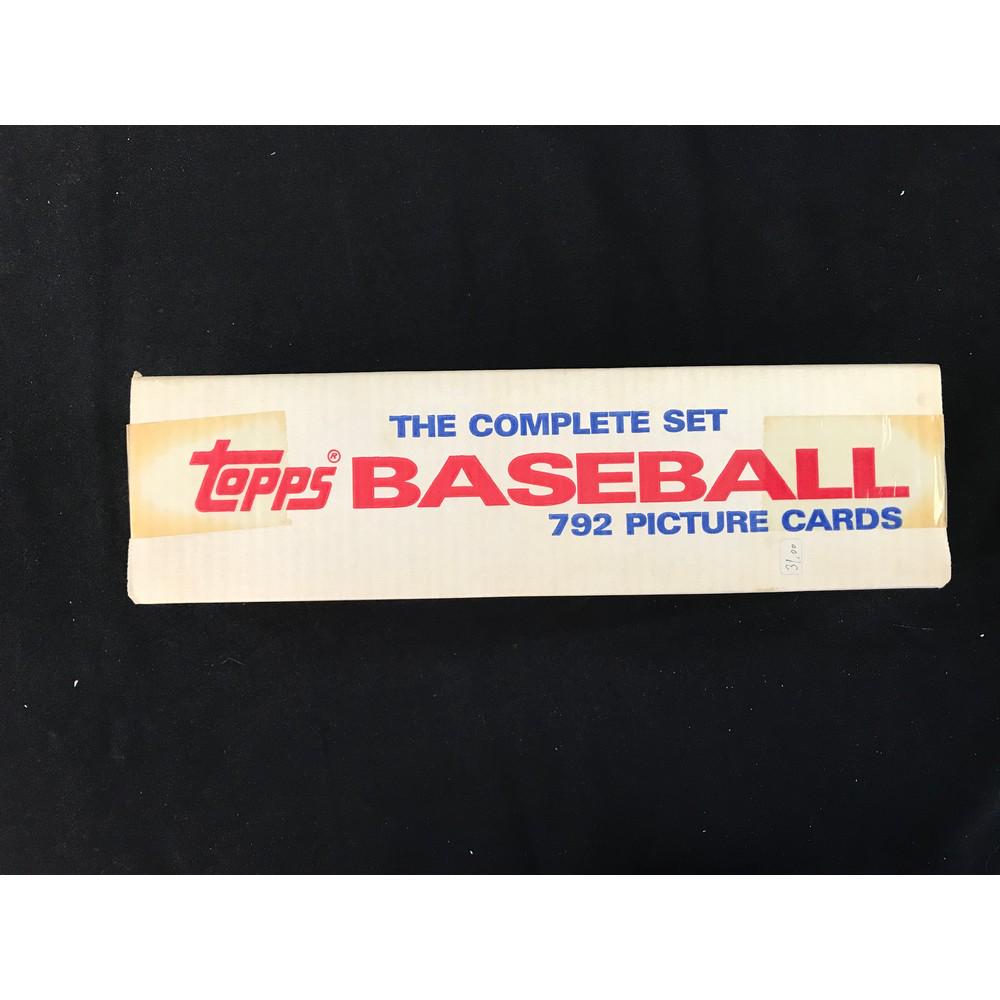 THE COMPLETE SET
topps® BASEBALL
792 PICTURE CARDS
31.00